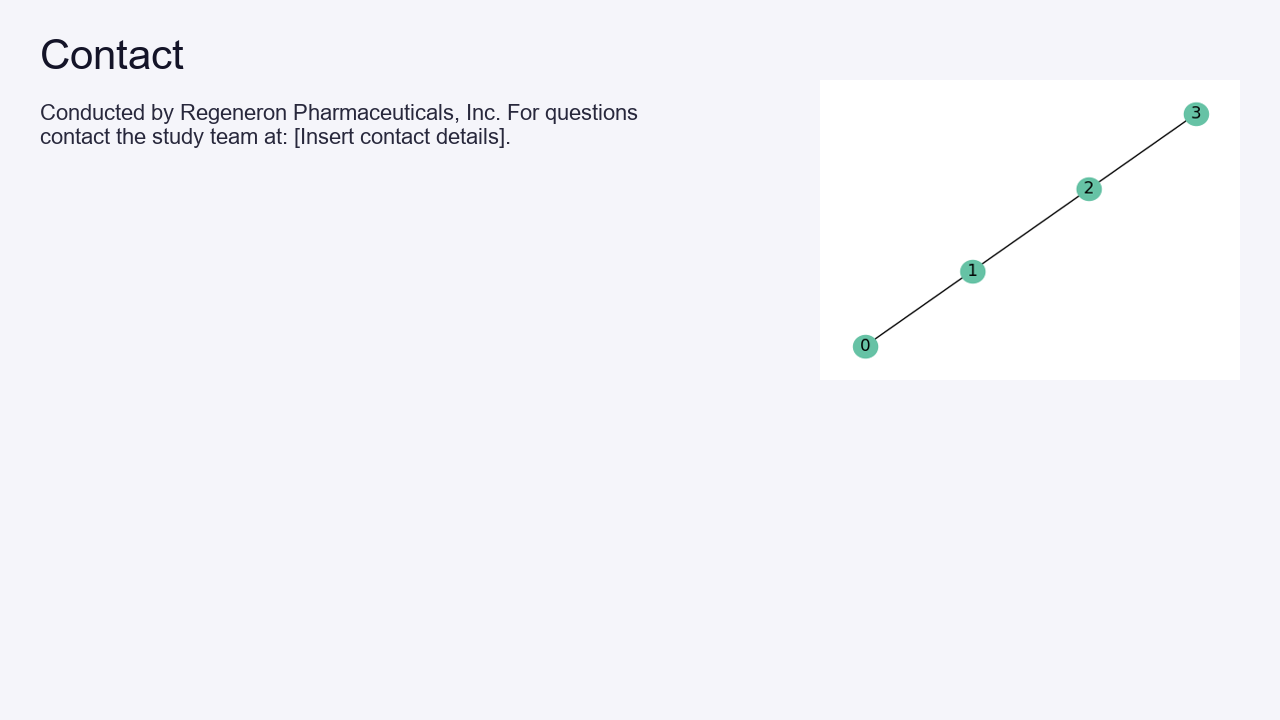 Contact
Conducted by Regeneron Pharmaceuticals, Inc. For questions
contact the study team at: [Insert contact details].
3
2
1
0